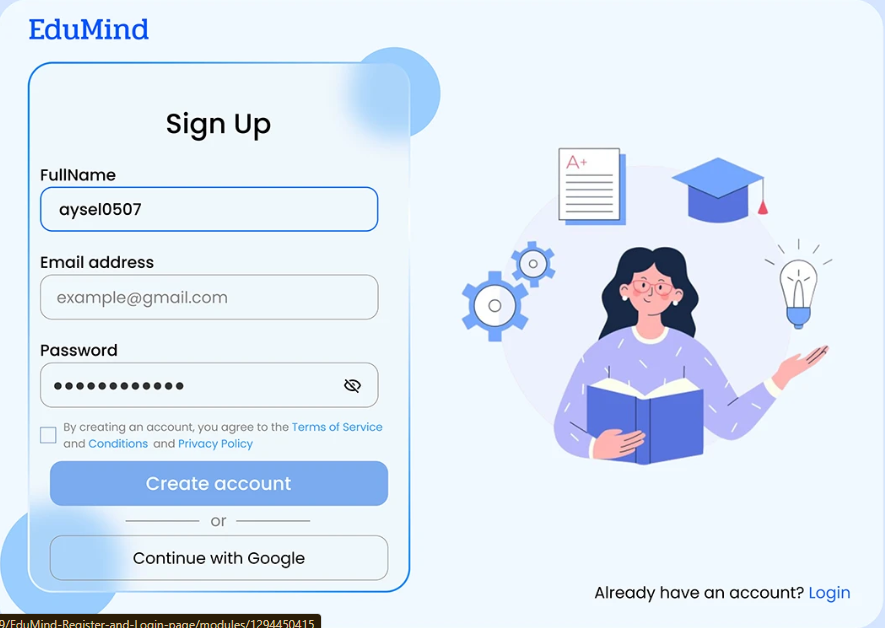 EduMind
Sign Up
FullName
aysel0507
Email address
example@gmail.com
Password
By creating an account, you agree to the Terms of Service
and Conditions and Privacy Policy
Create account
or
Continue with Google
A+
Already have an account? Login
9/EduMind-Register-and-Login-page/modules/1294450415